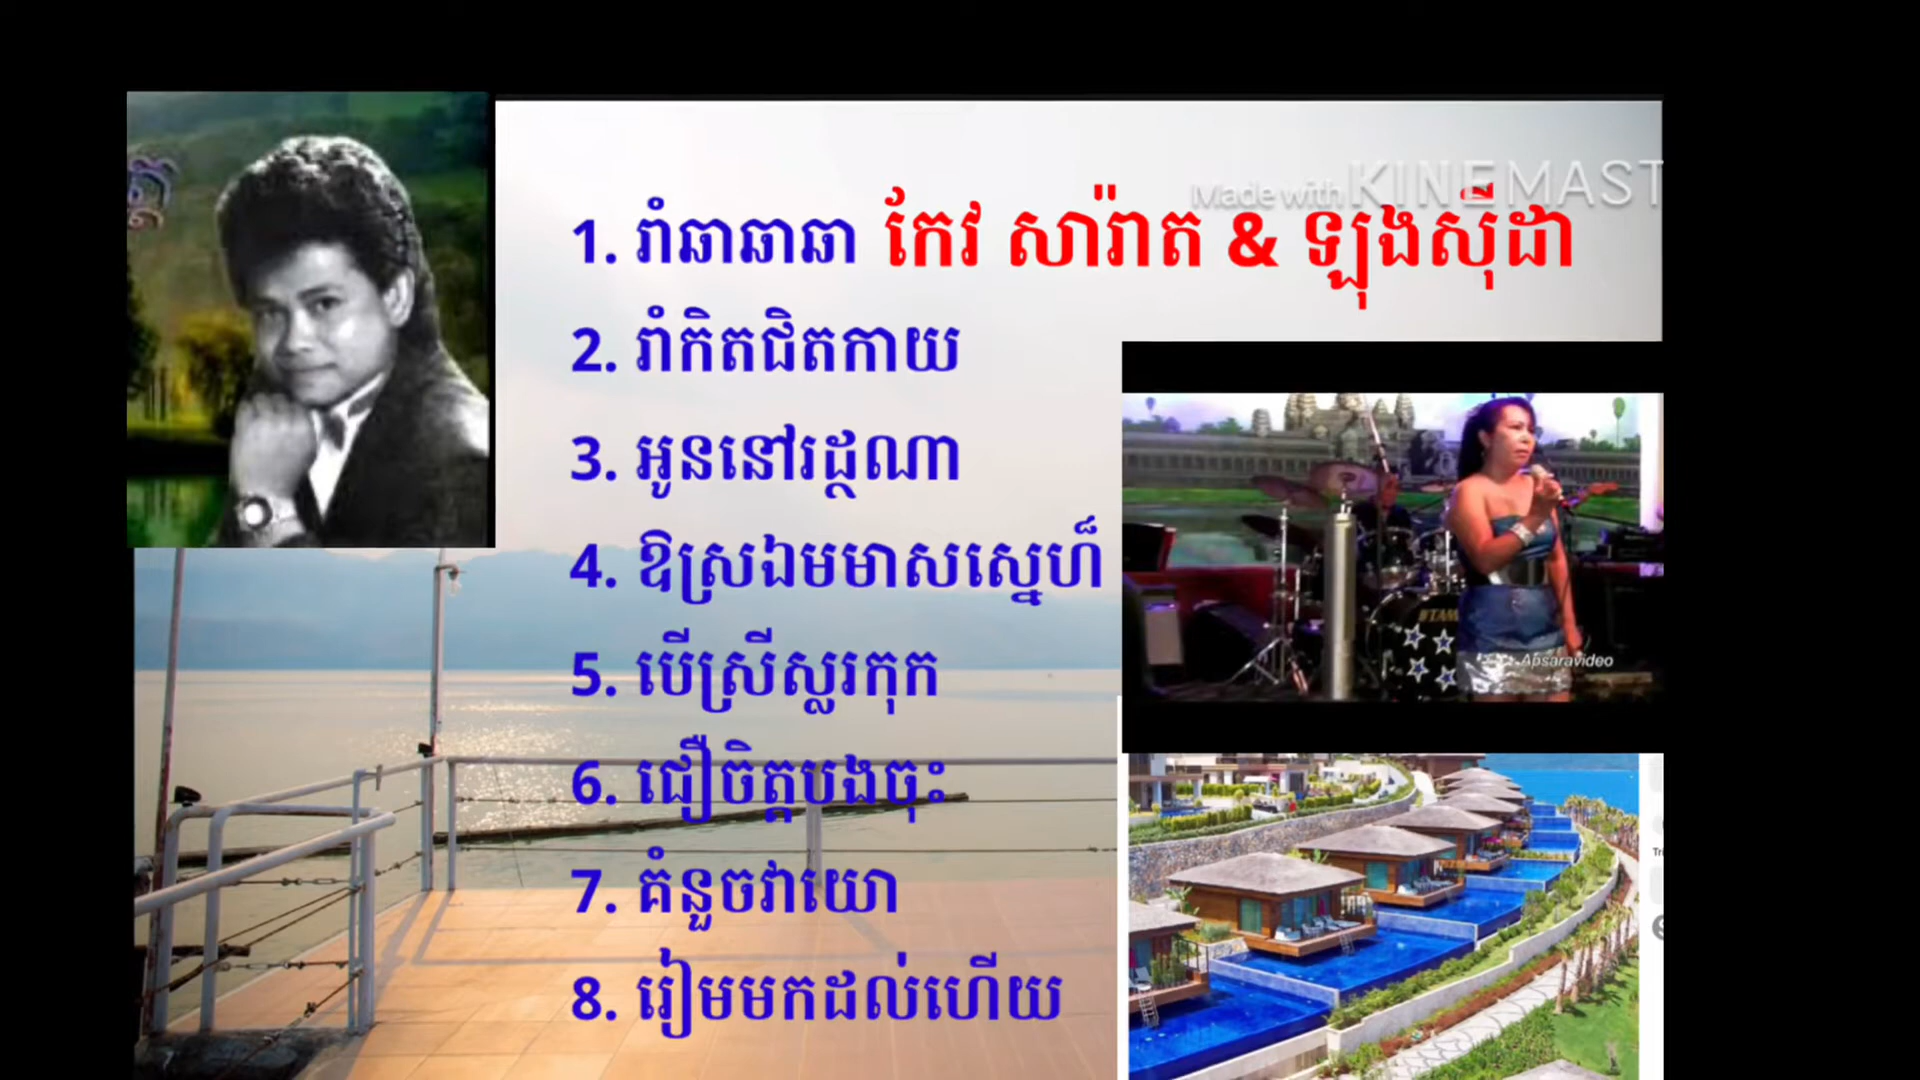 Made with KINEMAST
1. រាំឆាឆាឆា កែវ សារ៉ាត & ឡុងស៊ីដា
2. រាំកិតជិតកាយ
3. អូននៅរដ្ឋណា
4. ឱស្រឯមមាសស្នេហ៏
5. បើស្រីស្លរកុក
6. ជឿចិត្តបងចុះ
7. គំនួចវាយោ
8. រៀមមកដល់ហើយ
TAM
Apsaravideo